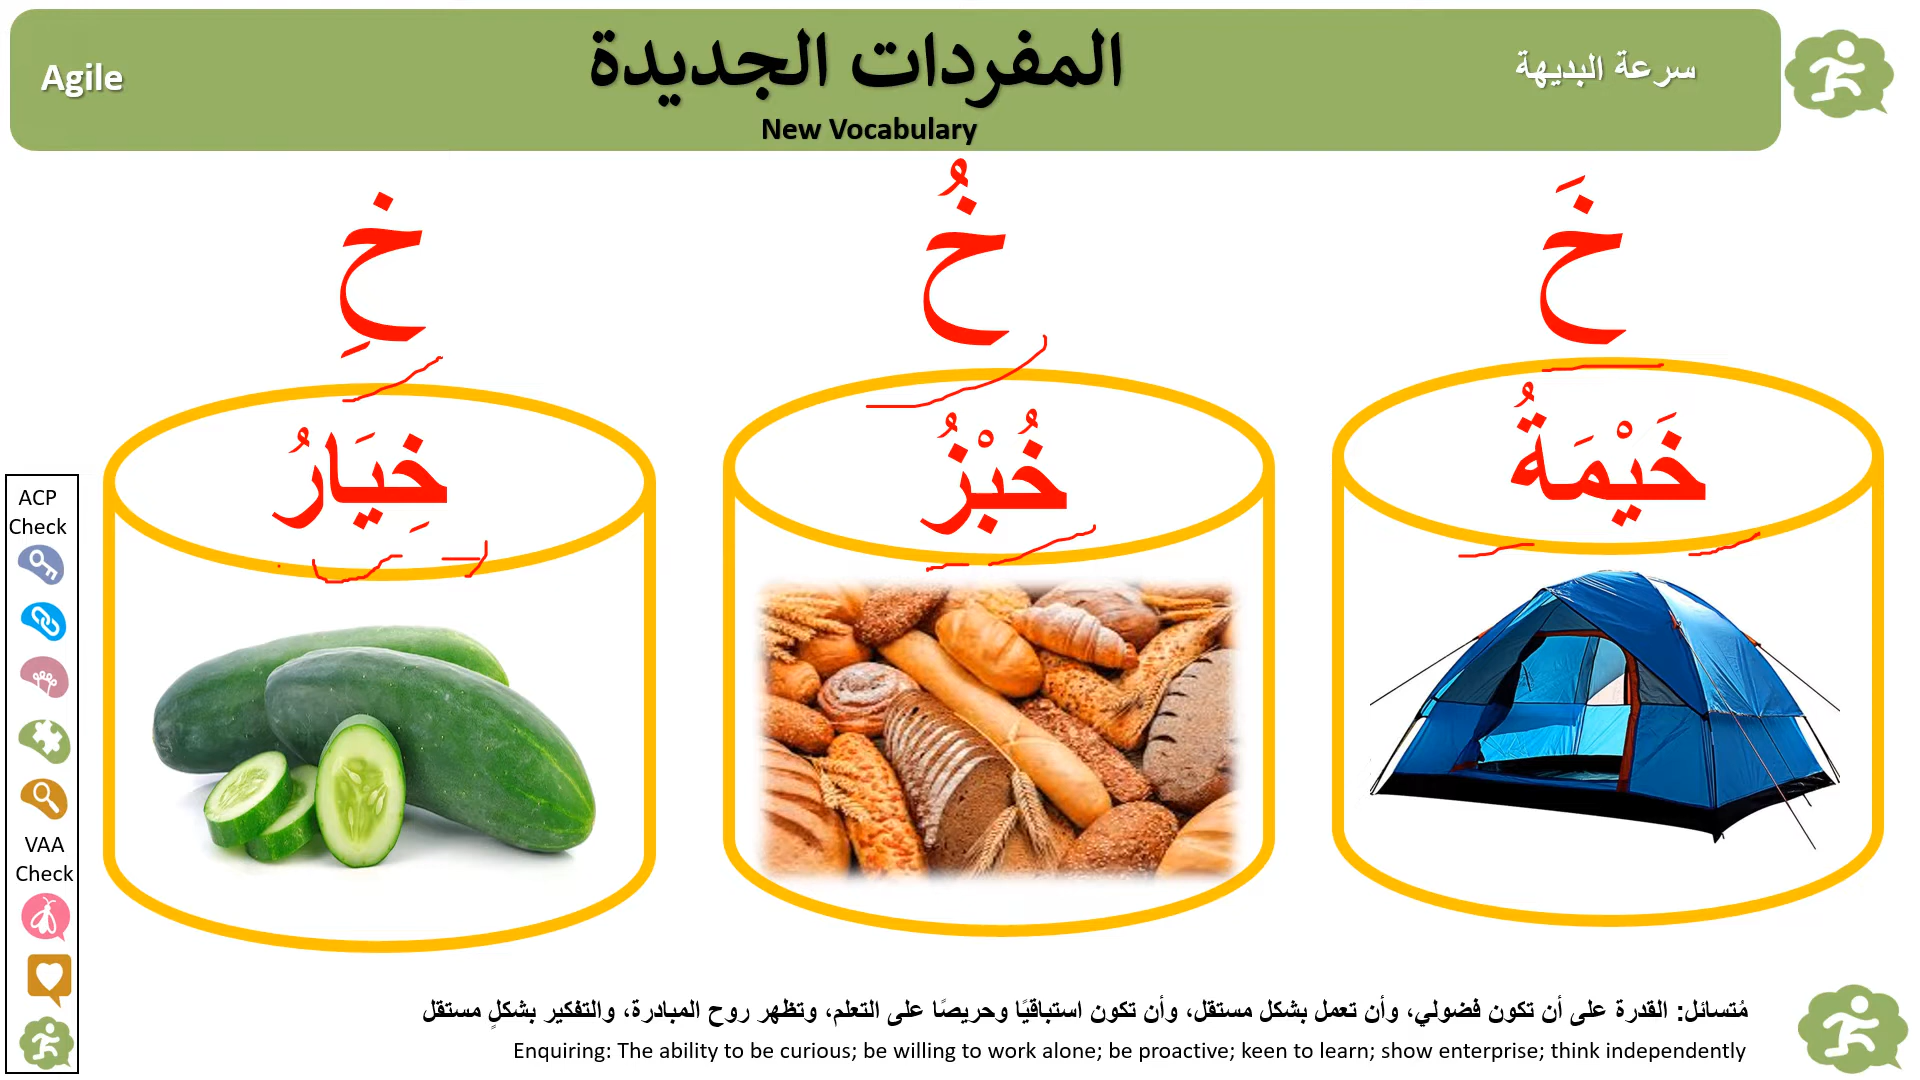 سرعة البديهة
المفردات الجديدة
Agile
New Vocabulary
خَ
خُ
خِ
خَيْمَةُ
خُبْزُ
خِيَارُ
ACP
Check
VAA
Check
مُتسائل: القدرة على أن تكون فضولي، وأن تعمل بشكل مستقل، وأن تكون استباقيًا وحريصًا على التعلم، وتظهر روح المبادرة، والتفكير بشكلٍ مستقل
Enquiring: The ability to be curious; be willing to work alone; be proactive; keen to learn; show enterprise; think independently